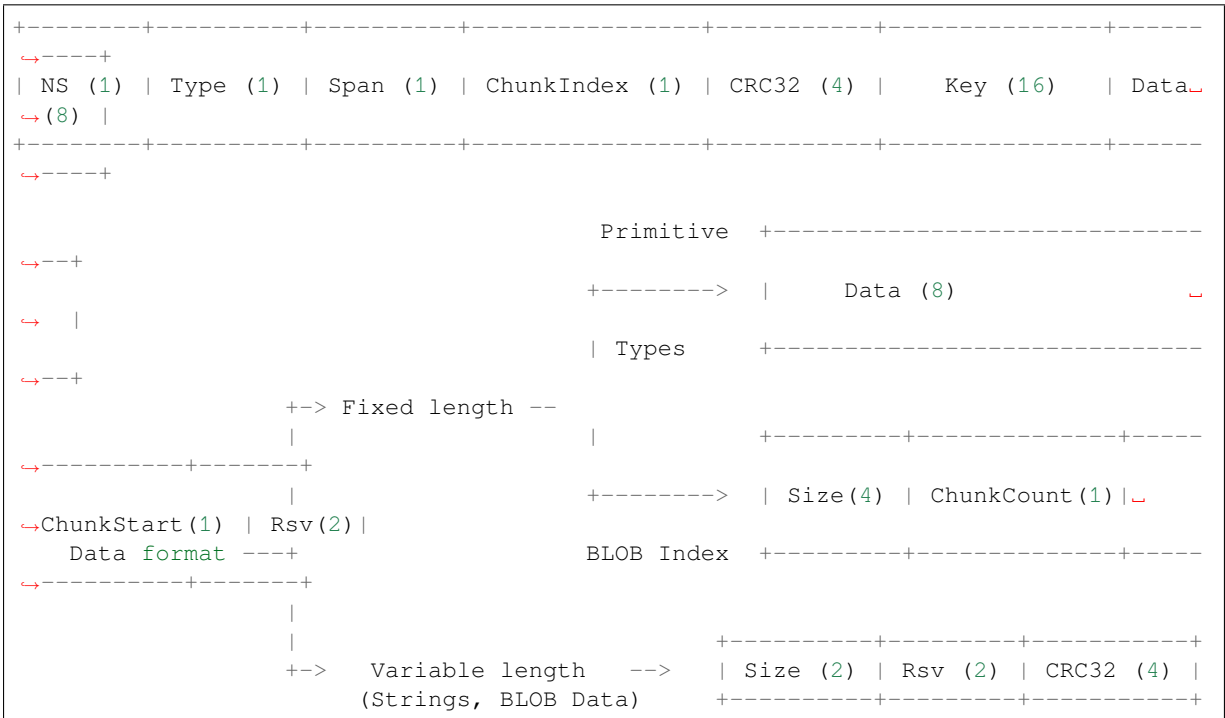 +--------+----------+----------+----------------+-----------+---------------+------
↪----+
| NS (1) | Type (1) | Span (1) | ChunkIndex (1) | CRC32 (4) |    Key (16)   | Data␣
↪(8) |
+--------+----------+----------+----------------+-----------+---------------+------
↪----+
                                         Primitive  +------------------------------
↪--+
                                        +-------->  |     Data (8)                 ␣
↪  |
                                        | Types     +------------------------------
↪--+
                   +-> Fixed length --
                   |                    |           +---------+--------------+-----
↪----------+-------+
                   |                    +-------->  | Size(4) | ChunkCount(1)|␣
↪ChunkStart(1) | Rsv(2)|
    Data format ---+                    BLOB Index  +---------+--------------+-----
↪----------+-------+
                   |
                   |                             +----------+---------+-----------+
                   +->   Variable length   -->   | Size (2) | Rsv (2) | CRC32 (4) |
                        (Strings, BLOB Data)     +----------+---------+-----------+